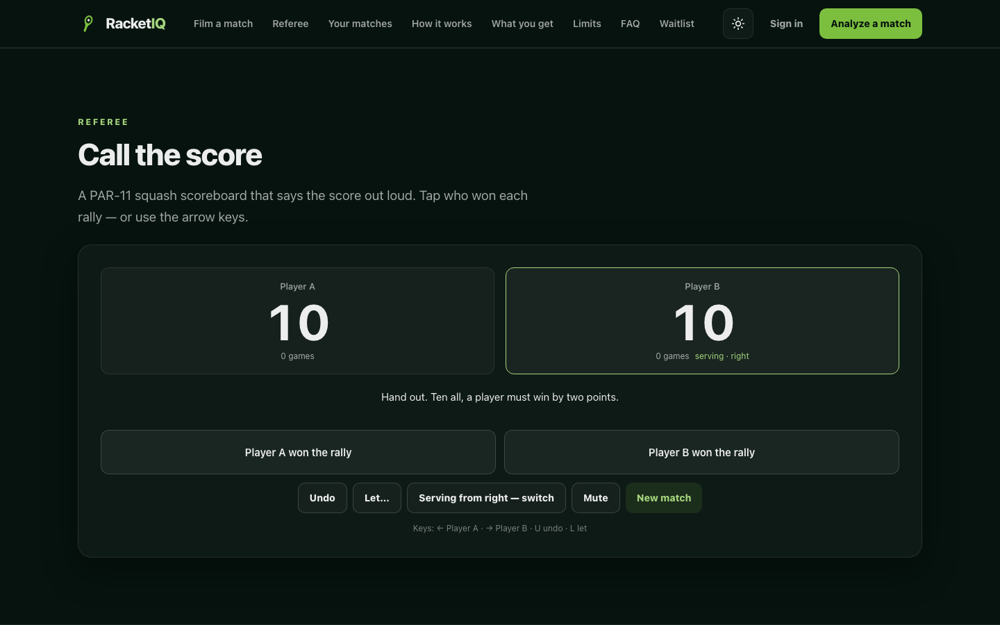 RacketIQ Film a match Referee Your matches How it works What you get Limits FAQ Waitlist Sign in Analyze a match
REFEREE
Call the score
A PAR-11 squash scoreboard that says the score out loud. Tap who won each
rally — or use the arrow keys.
Player A
10
0 games
Player B
10
0 games serving · right
Hand out. Ten all, a player must win by two points.
Player A won the rally Player B won the rally
Undo Let... Serving from right — switch Mute New match
Keys: ← Player A · → Player B · U undo · L let